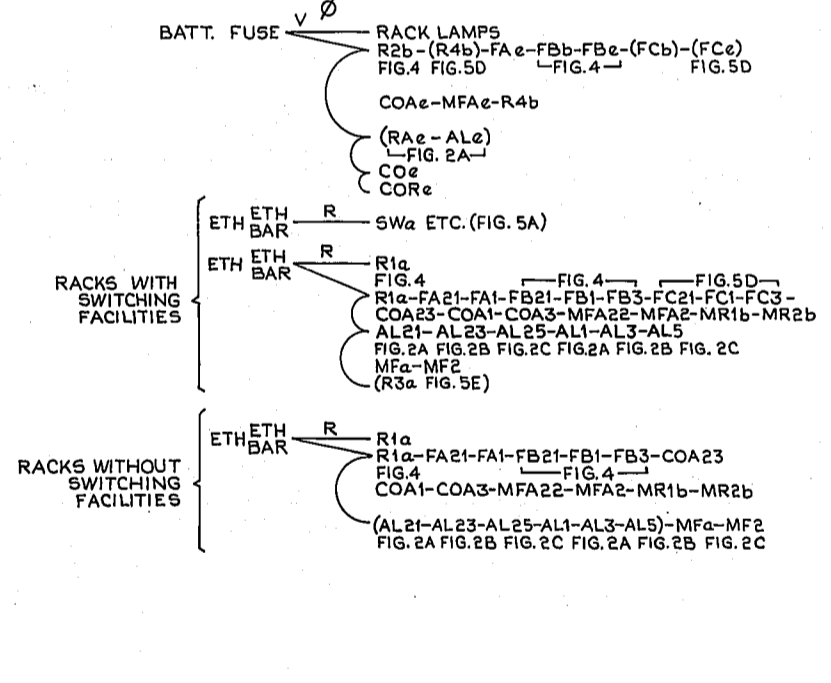 V Ø
BATT. FUSE RACK LAMPS
R2b-(R4b)-FAe-FBb-FBe-(FCb)-(FCe)
FIG.4 FIG.5D FIG.4 FIG.5D
COAe-MFAe-R4b
(RAe-ALe)
FIG. 2A
COe
CORe
RACKS WITH SWITCHING FACILITIES
ETH ETH BAR R SWa ETC.(FIG. 5A)
ETH ETH BAR R R1a
FIG.4 FIG.4 FIG.5D
R1a-FA21-FA1-FB21-FB1-FB3-FC21-FC1-FC3-
COA23-COA1-COA3-MFA22-MFA2-MR1b-MR2b
AL21-AL23-AL25-AL1-AL3-AL5
FIG.2A FIG.2B FIG.2C FIG.2A FIG.2B FIG. 2C
MFa-MF2
(R3a FIG.5E)
RACKS WITHOUT SWITCHING FACILITIES
ETH ETH BAR R R1a
R1a-FA21-FA1-FB21-FB1-FB3-COA23
FIG.4 FIG.4
COA1-COA3-MFA22-MFA2-MR1b-MR2b
(AL21-AL23-AL25-AL1-AL3-AL5)-MFa-MF2
FIG.2A FIG.2B FIG.2C FIG.2A FIG.2B FIG.2C